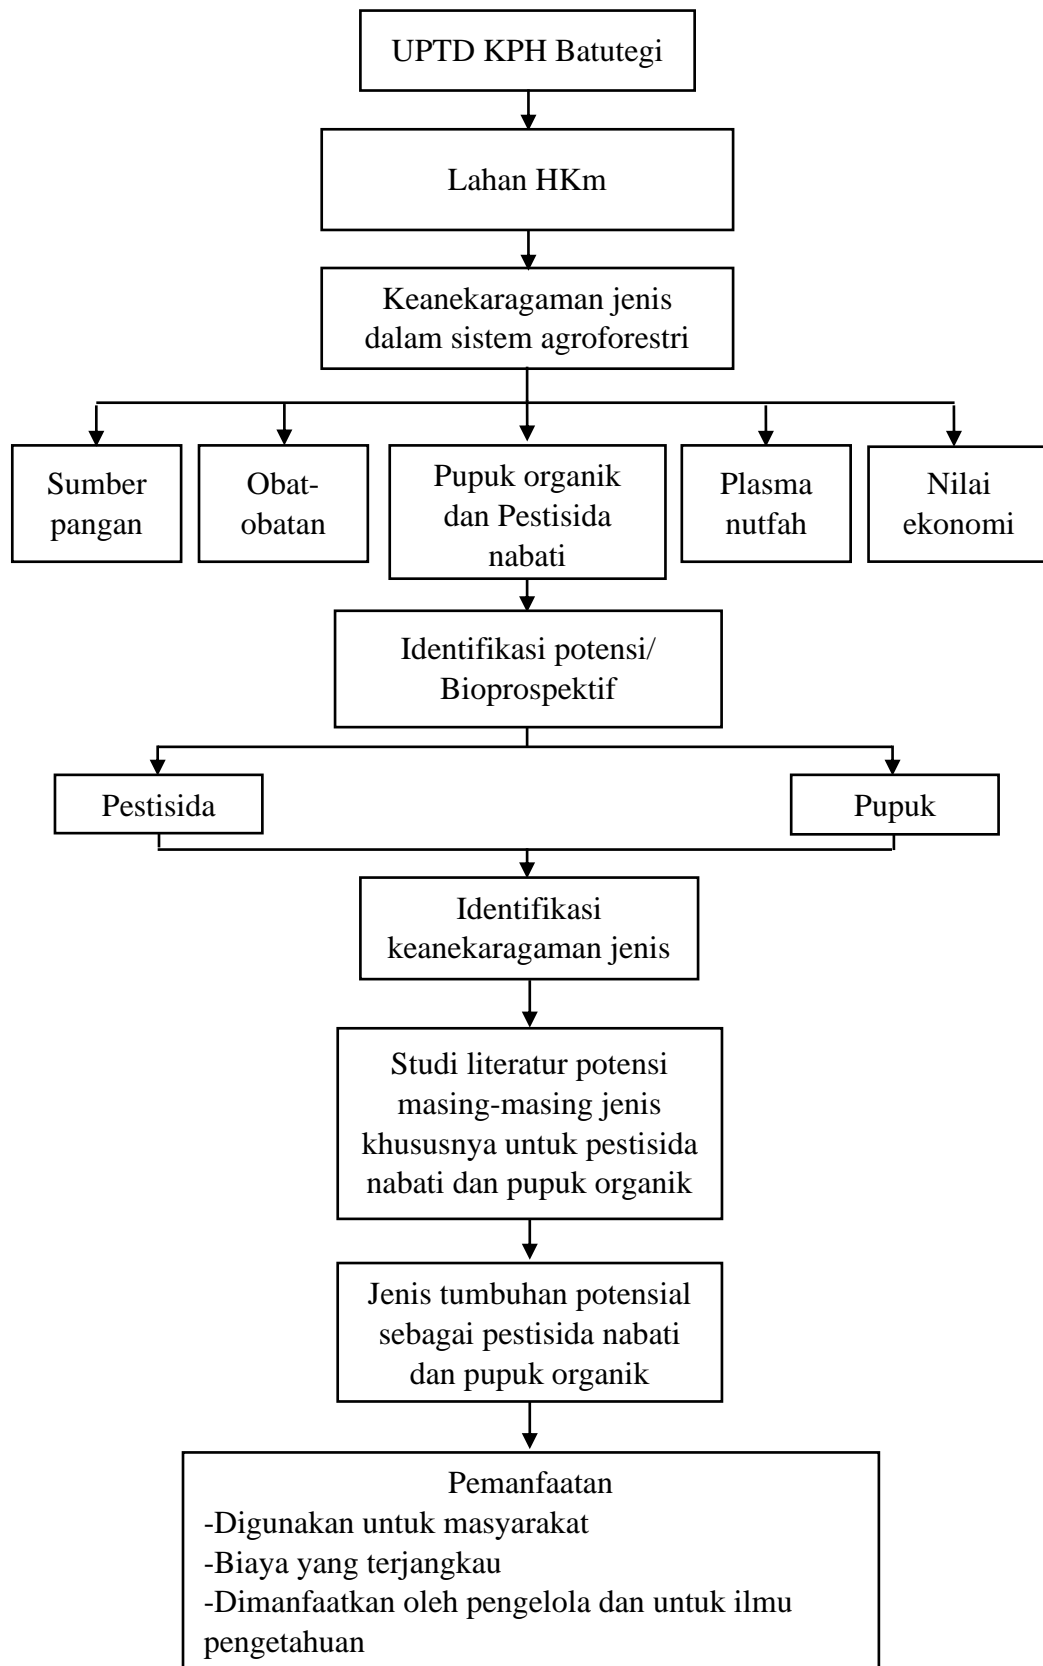 UPTD KPH Batutegi
Lahan HKm
Keanekaragaman jenis
dalam sistem agroforestri
Sumber
pangan
Obat-
obatan
Pupuk organik
dan Pestisida
nabati
Plasma
nutfah
Nilai
ekonomi
Identifikasi potensi/
Bioprospektif
Pestisida
Pupuk
Identifikasi
keanekaragaman jenis
Studi literatur potensi
masing-masing jenis
khususnya untuk pestisida
nabati dan pupuk organik
Jenis tumbuhan potensial
sebagai pestisida nabati
dan pupuk organik
Pemanfaatan
-Digunakan untuk masyarakat
-Biaya yang terjangkau
-Dimanfaatkan oleh pengelola dan untuk ilmu
pengetahuan